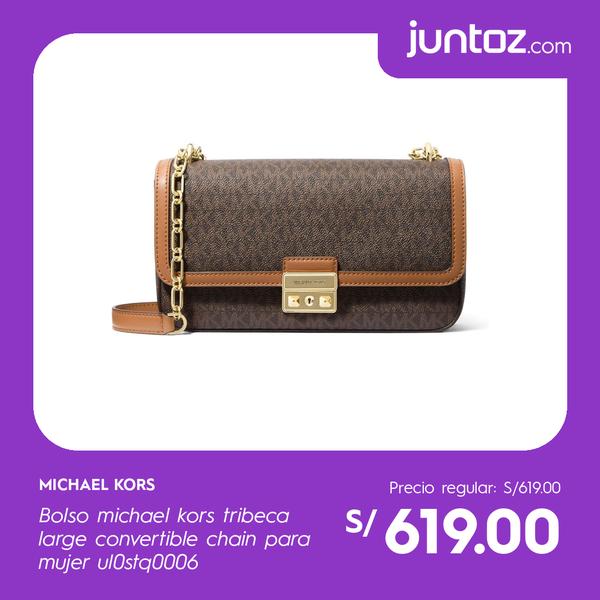 juntoz.com
MICHAEL KORS
Bolso michael kors tribeca
large convertible chain para
mujer ul0stq0006
Precio regular: S/619.00
S/ 619.00